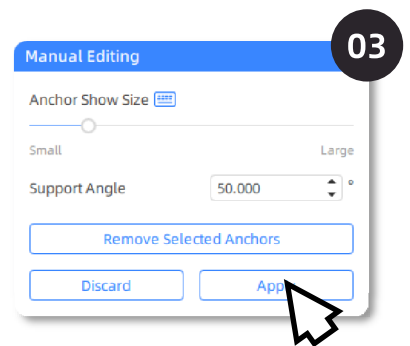 03
Manual Editing
Anchor Show Size
Small Large
Support Angle 50.000 °
Remove Selected Anchors
Discard